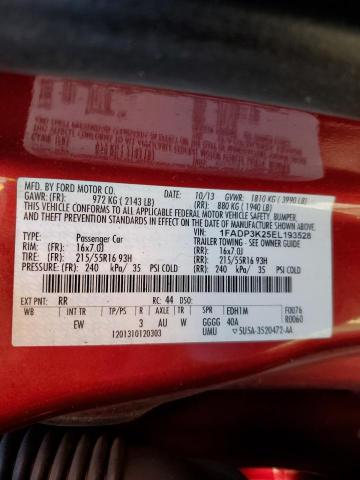 MFD. BY FORD MOTOR CO.
DATE: 10/13 GVWR: 1810 KG ( 3990 LB)
GAWR: (FR): 972 KG ( 2143 LB) (RR): 880 KG ( 1940 LB)
THIS VEHICLE CONFORMS TO ALL APPLICABLE FEDERAL MOTOR VEHICLE SAFETY, BUMPER,
AND THEFT PREVENTION STANDARDS IN EFFECT ON THE DATE OF MANUFACTURE SHOWN ABOVE.
VIN: 1FADP3K25EL193528
TYPE: Passenger Car TRAILER TOWING - SEE OWNER GUIDE
RIM: (FR): 16x7.0J (RR): 16x7.0J
TIRE: (FR): 215/55R16 93H (RR): 215/55R16 93H
PRESSURE: (FR): 240 kPa/ 35 PSI COLD (RR): 240 kPa/ 35 PSI COLD
EXT PNT: RR RC: 44 DSO:
WB INT TR TP/PS R AXLE TR SPR EDH1M F0076
EW 3 AU W GGGG 40A R0060
1201310120303 UMU 5U5A-3520472-AA